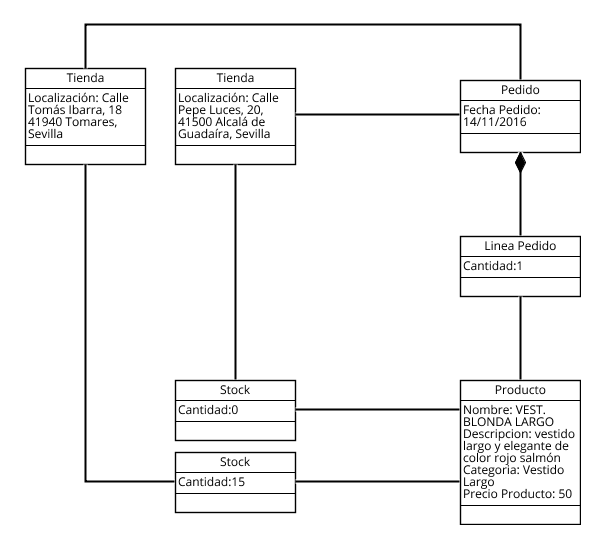 Tienda
Localización: Calle
Tomás Ibarra, 18
41940 Tomares,
Sevilla
Tienda
Localización: Calle
Pepe Luces, 20,
41500 Alcalá de
Guadaíra, Sevilla
Pedido
Fecha Pedido:
14/11/2016
Linea Pedido
Cantidad:1
Stock
Cantidad:0
Stock
Cantidad:15
Producto
Nombre: VEST.
BLONDA LARGO
Descripcion: vestido
largo y elegante de
color rojo salmón
Categoria: Vestido
Largo
Precio Producto: 50